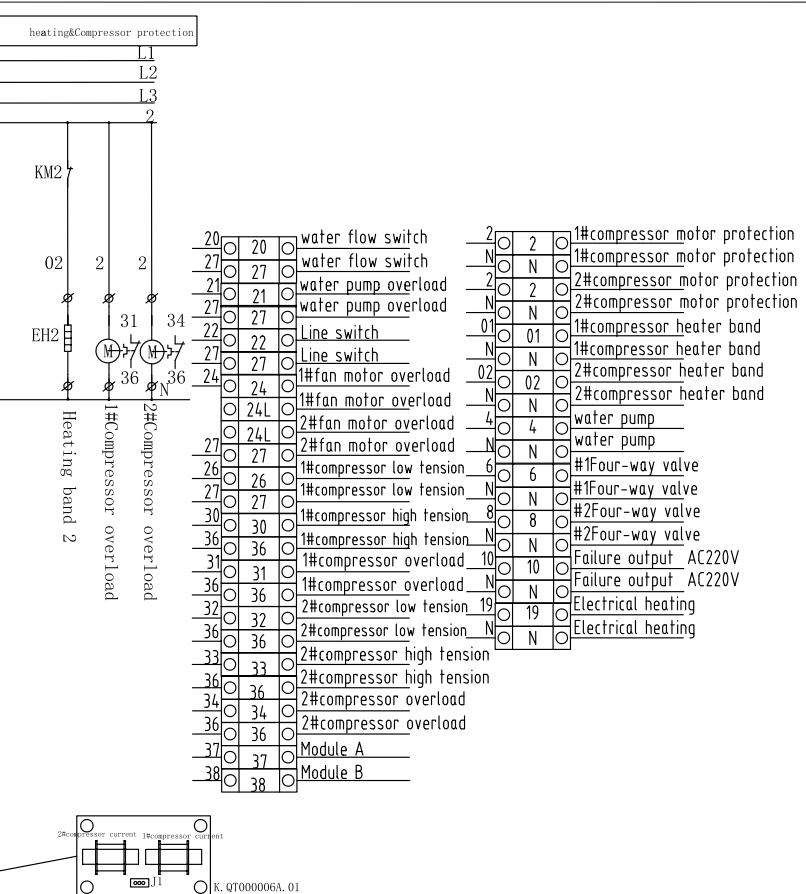 heating&Compressor protection
L1
L2
L3
2
KM2
02 2 2
EH2
31 34
M M
36 36
N
Heating band 2
1#Compressor overload
2#Compressor overload
20 20 water flow switch
27 27 water flow switch
21 21 water pump overload
27 27 water pump overload
22 22 Line switch
27 27 Line switch
24 24 1#fan motor overload
24L 1#fan motor overload
24L 2#fan motor overload
27 27 2#fan motor overload
26 26 1#compressor low tension
27 27 1#compressor low tension
30 30 1#compressor high tension
36 36 1#compressor high tension
31 31 1#compressor overload
36 36 1#compressor overload
32 32 2#compressor low tension
36 36 2#compressor low tension
33 33 2#compressor high tension
36 36 2#compressor high tension
34 34 2#compressor overload
36 36 2#compressor overload
37 37 Module A
38 38 Module B
2 2 1#compressor motor protection
N N 1#compressor motor protection
2 2 2#compressor motor protection
N N 2#compressor motor protection
01 01 1#compressor heater band
N N 1#compressor heater band
02 02 2#compressor heater band
N N 2#compressor heater band
4 4 water pump
N N water pump
6 6 #1Four-way valve
N N #1Four-way valve
8 8 #2Four-way valve
N N #2Four-way valve
10 10 Failure output AC220V
N N Failure output AC220V
19 19 Electrical heating
N N Electrical heating
2#compressor current 1#compressor current
J1
K.QT000006A.01